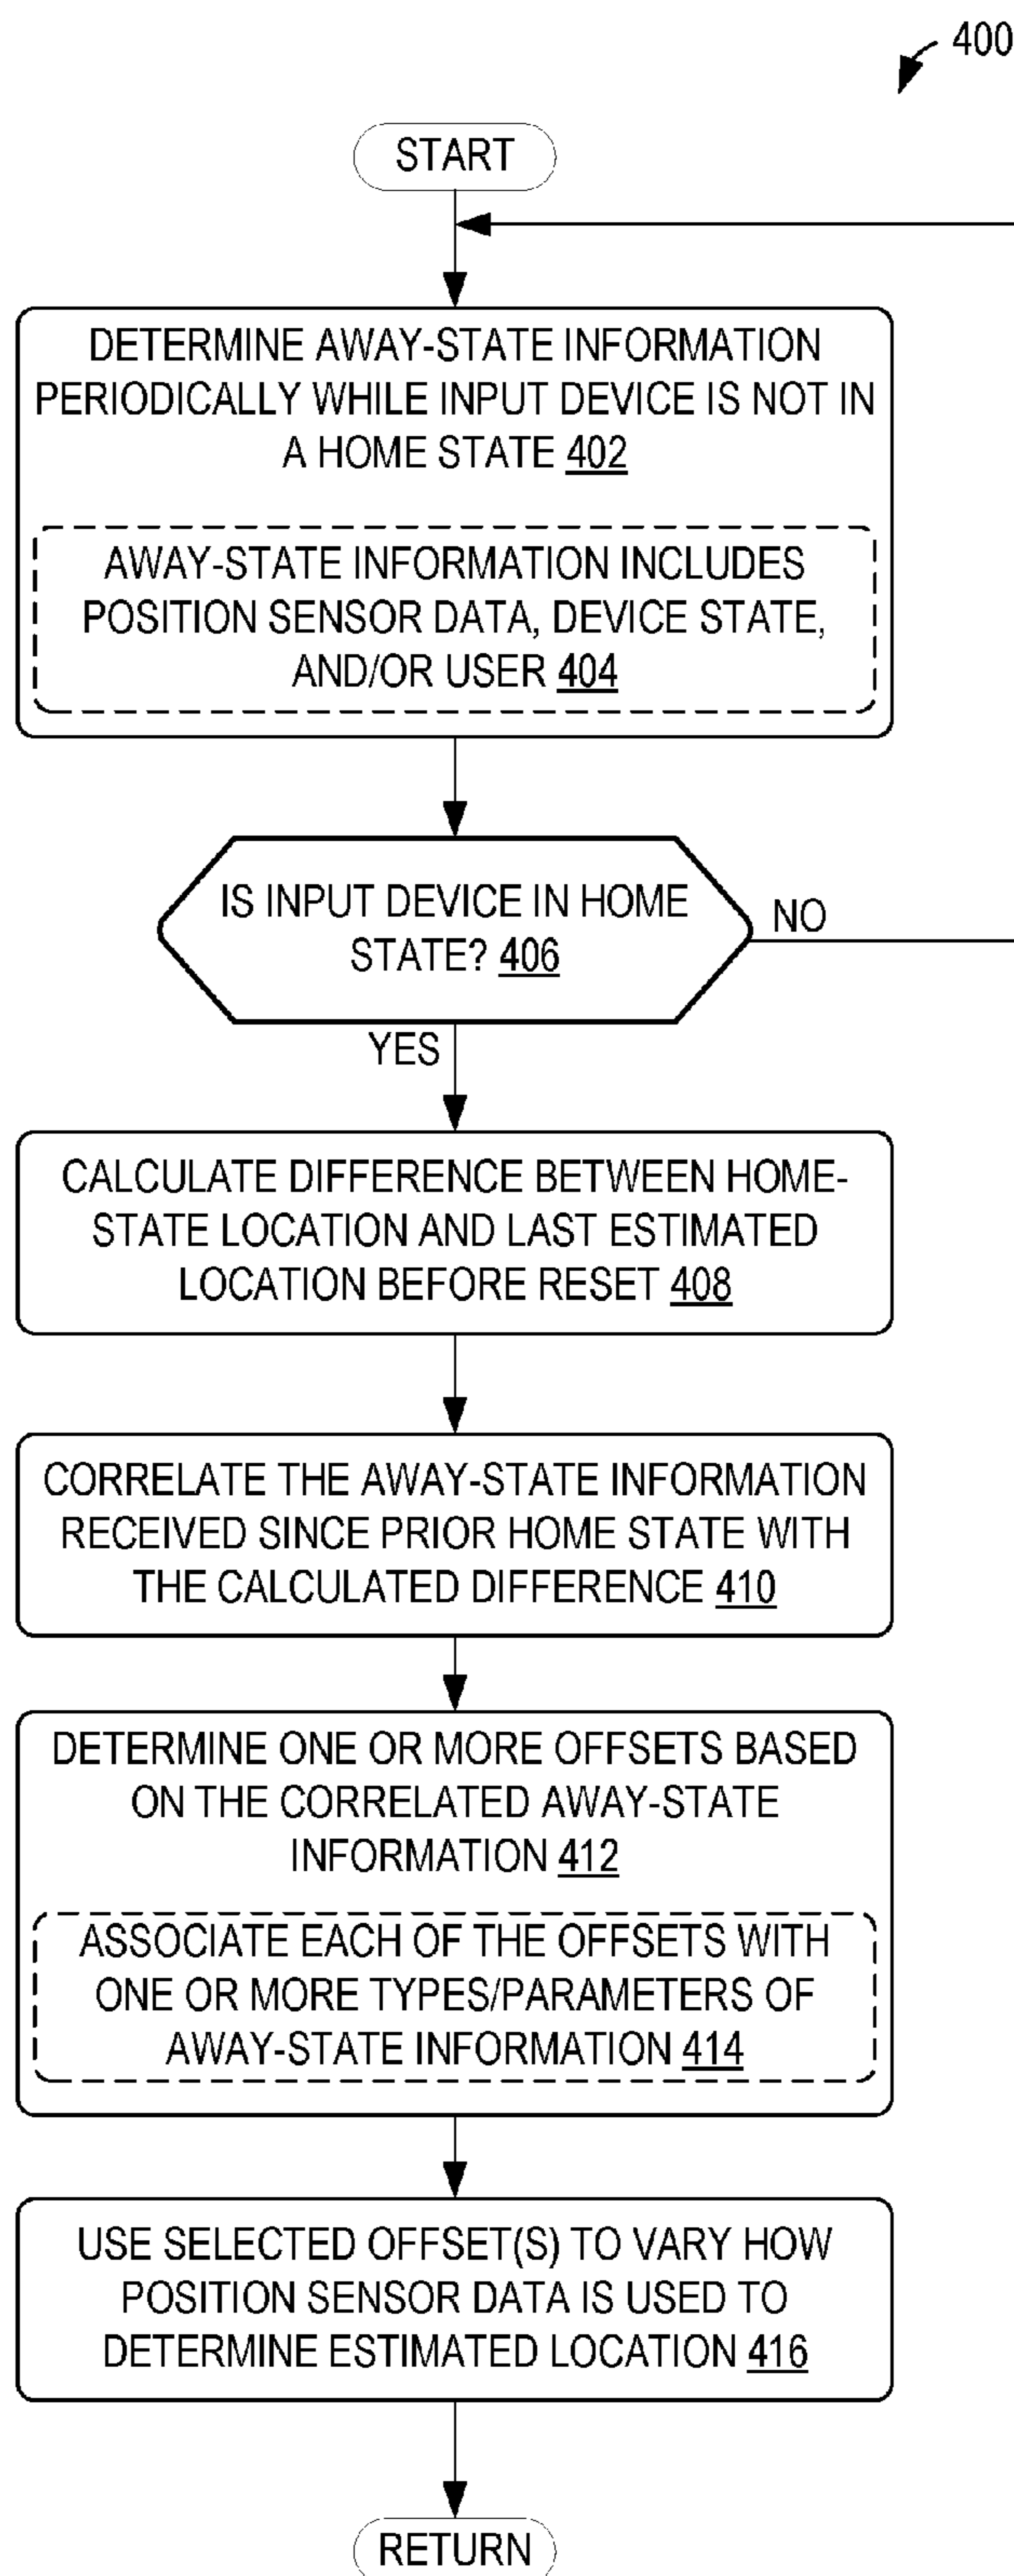 400
START
DETERMINE AWAY-STATE INFORMATION
PERIODICALLY WHILE INPUT DEVICE IS NOT IN
A HOME STATE 402
AWAY-STATE INFORMATION INCLUDES
POSITION SENSOR DATA, DEVICE STATE,
AND/OR USER 404
IS INPUT DEVICE IN HOME
STATE? 406
NO
YES
CALCULATE DIFFERENCE BETWEEN HOME-
STATE LOCATION AND LAST ESTIMATED
LOCATION BEFORE RESET 408
CORRELATE THE AWAY-STATE INFORMATION
RECEIVED SINCE PRIOR HOME STATE WITH
THE CALCULATED DIFFERENCE 410
DETERMINE ONE OR MORE OFFSETS BASED
ON THE CORRELATED AWAY-STATE
INFORMATION 412
ASSOCIATE EACH OF THE OFFSETS WITH
ONE OR MORE TYPES/PARAMETERS OF
AWAY-STATE INFORMATION 414
USE SELECTED OFFSET(S) TO VARY HOW
POSITION SENSOR DATA IS USED TO
DETERMINE ESTIMATED LOCATION 416
RETURN